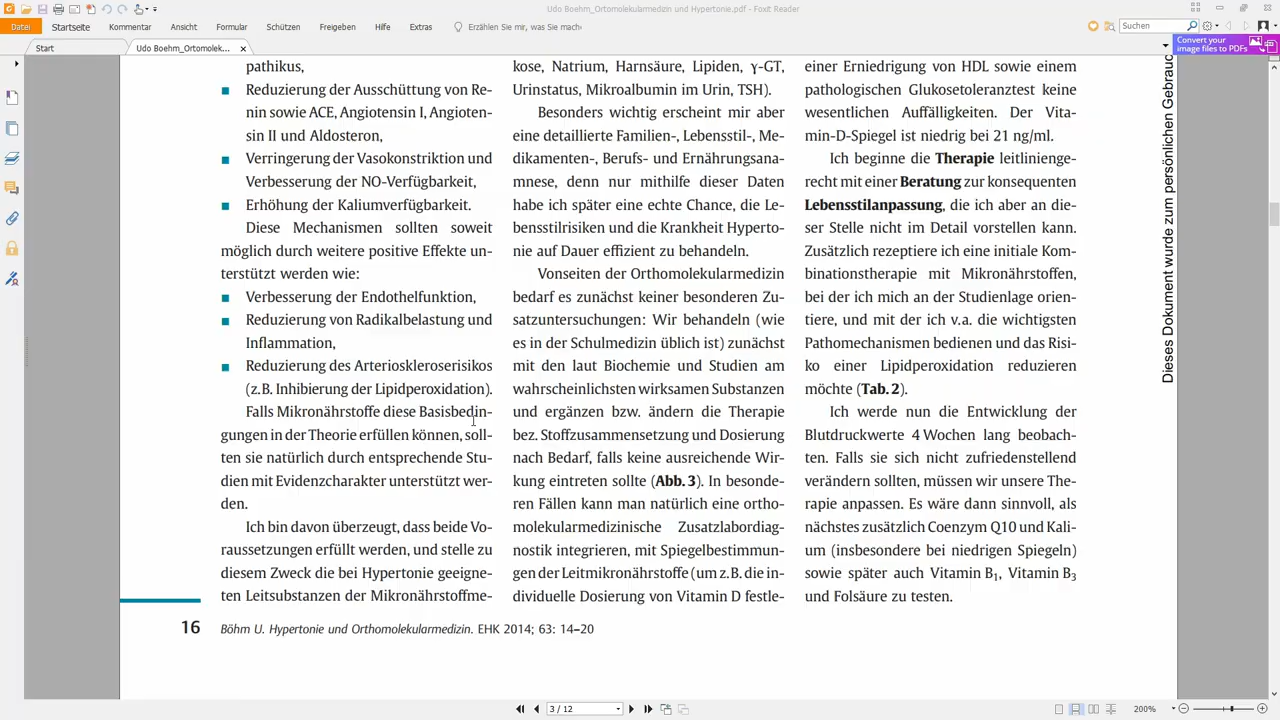 Udo Boehm_Ortomolekularmedzin und Hypertonie.pdf - Foxit Reader
Datei
Startseite
Kommentar
Ansicht
Formular
Schützen
Freigeben
Hilfe
Extras
Erzählen Sie mir, was Sie mach
Suchen
Start
Udo Boehm_Ortomolek...
Convert your
image files to PDFs
pathikus,
Reduzierung der Ausschüttung von Re-
nin sowie ACE, Angiotensin I, Angioten-
sin II und Aldosteron,
Verringerung der Vasokonstriktion und
Verbesserung der NO-Verfügbarkeit,
Erhöhung der Kaliumverfügbarkeit.
Diese Mechanismen sollten soweit
möglich durch weitere positive Effekte un-
terstützt werden wie:
Verbesserung der Endothelfunktion,
Reduzierung von Radikalbelastung und
Inflammation,
Reduzierung des Arterioskleroserisikos
(z. B. Inhibierung der Lipidperoxidation).
Falls Mikronährstoffe diese Basisbedin-
gungen in der Theorie erfüllen können, soll-
ten sie natürlich durch entsprechende Stu-
dien mit Evidenzcharakter unterstützt wer-
den.
Ich bin davon überzeugt, dass beide Vo-
raussetzungen erfüllt werden, und stelle zu
diesem Zweck die bei Hypertonie geeigne-
ten Leitsubstanzen der Mikronährstoffme-
kose, Natrium, Harnsäure, Lipiden, γ-GT,
Urinstatus, Mikroalbumin im Urin, TSH).
Besonders wichtig erscheint mir aber
eine detaillierte Familien-, Lebensstil-, Me-
dikamenten-, Berufs- und Ernährungsana-
mnese, denn nur mithilfe dieser Daten
habe ich später eine echte Chance, die Le-
bensstilrisiken und die Krankheit Hyperto-
nie auf Dauer effizient zu behandeln.
Vonseiten der Orthomolekularmedizin
bedarf es zunächst keiner besonderen Zu-
satzuntersuchungen: Wir behandeln (wie
es in der Schulmedizin üblich ist) zunächst
mit den laut Biochemie und Studien am
wahrscheinlichsten wirksamen Substanzen
und ergänzen bzw. ändern die Therapie
bez. Stoffzusammensetzung und Dosierung
nach Bedarf, falls keine ausreichende Wir-
kung eintreten sollte (Abb. 3). In besonde-
ren Fällen kann man natürlich eine ortho-
molekularmedizinische Zusatzlabordiag-
nostik integrieren, mit Spiegelbestimmun-
gen der Leitmikronährstoffe (um z. B. die in-
dividuelle Dosierung von Vitamin D festle-
einer Erniedrigung von HDL sowie einem
pathologischen Glukosetoleranztest keine
wesentlichen Auffälligkeiten. Der Vita-
min-D-Spiegel ist niedrig bei 21 ng/ml.
Ich beginne die Therapie leitlinienge-
recht mit einer Beratung zur konsequenten
Lebensstilanpassung, die ich aber an die-
ser Stelle nicht im Detail vorstellen kann.
Zusätzlich rezeptiere ich eine initiale Kom-
binationstherapie mit Mikronährstoffen,
bei der ich mich an der Studienlage orien-
tiere, und mit der ich v. a. die wichtigsten
Pathomechanismen bedienen und das Risi-
ko einer Lipidperoxidation reduzieren
möchte (Tab. 2).
Ich werde nun die Entwicklung der
Blutdruckwerte 4 Wochen lang beobach-
ten. Falls sie sich nicht zufriedenstellend
verändern sollten, müssen wir unsere The-
rapie anpassen. Es wäre dann sinnvoll, als
nächstes zusätzlich Coenzym Q10 und Kali-
um (insbesondere bei niedrigen Spiegeln)
sowie später auch Vitamin B₁, Vitamin B₃
und Folsäure zu testen.
Dieses Dokument wurde zum persönlichen Gebrauc
16
Böhm U. Hypertonie und Orthomolekularmedizin. EHK 2014; 63: 14–20
3 / 12
200%